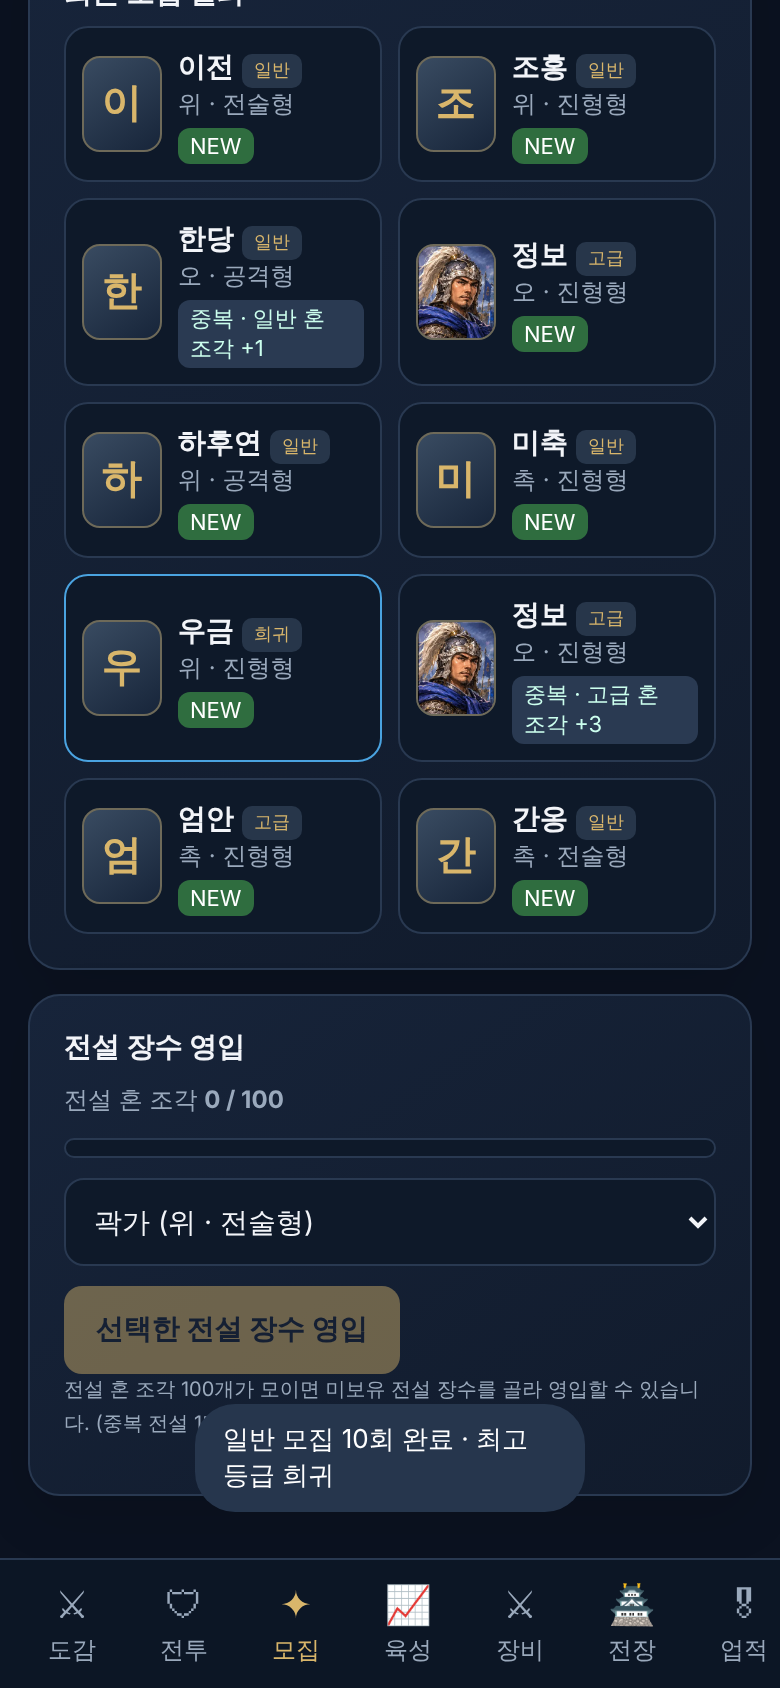 이
이전 일반
위 · 전술형
NEW
조
조홍 일반
위 · 진형형
NEW
한
한당 일반
오 · 공격형
중복 · 일반 혼
조각 +1
정보 고급
오 · 진형형
NEW
하
하후연 일반
위 · 공격형
NEW
미
미축 일반
촉 · 진형형
NEW
우
우금 희귀
위 · 진형형
NEW
정보 고급
오 · 진형형
중복 · 고급 혼
조각 +3
엄
엄안 고급
촉 · 진형형
NEW
간
간옹 일반
촉 · 전술형
NEW
전설 장수 영입
전설 혼 조각 0 / 100
곽가 (위 · 전술형)
선택한 전설 장수 영입
전설 혼 조각 100개가 모이면 미보유 전설 장수를 골라 영입할 수 있습니
다. (중복 전설
일반 모집 10회 완료 · 최고
등급 희귀
도감
전투
모집
육성
장비
전장
업적